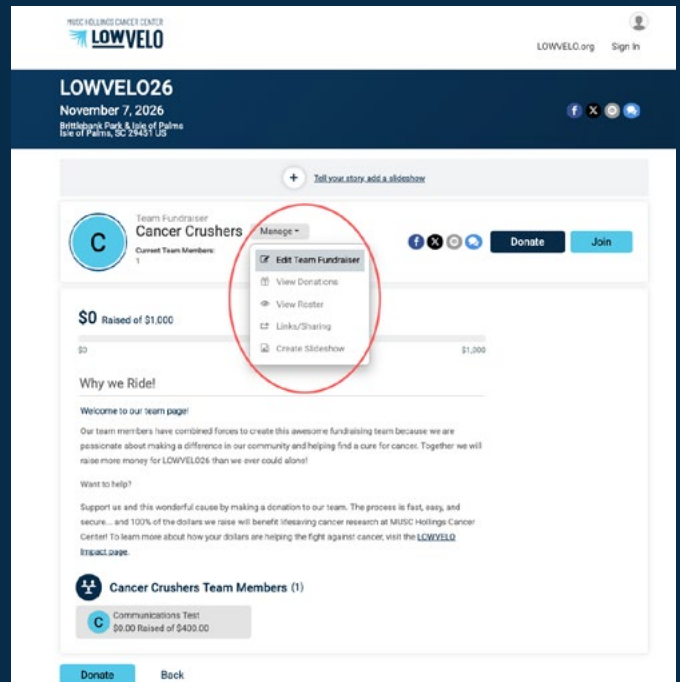 MUSC HOLLINGS CANCER CENTER
LOWVELO
LOWVELO.org Sign In
LOWVELO26
November 7, 2026
Brittlebank Park & Isle of Palms
Isle of Palms, SC 29451 US
Tell your story, add a slideshow
C
Team Fundraiser
Cancer Crushers
Manage
Current Team Members:
1
Donate
Join
Edit Team Fundraiser
View Donations
View Roster
Links/Sharing
Create Slideshow
$0 Raised of $1,000
$0
$1,000
Why we Ride!
Welcome to our team page!
Our team members have combined forces to create this awesome fundraising team because we are
passionate about making a difference in our community and helping find a cure for cancer. Together we will
raise more money for LOWVELO26 than we ever could alone!
Want to help?
Support us and this wonderful cause by making a donation to our team. The process is fast, easy, and
secure... and 100% of the dollars we raise will benefit lifesaving cancer research at MUSC Hollings Cancer
Center! To learn more about how your dollars are helping the fight against cancer, visit the LOWVELO
Impact page.
Cancer Crushers Team Members (1)
C
Communications Test
$0.00 Raised of $400.00
Donate
Back